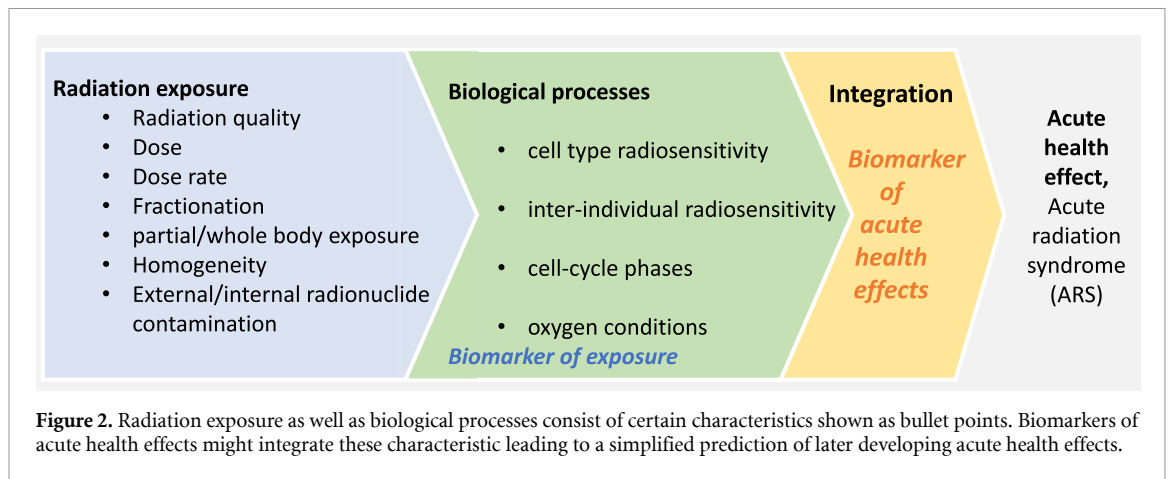 Radiation exposure
• Radiation quality
• Dose
• Dose rate
• Fractionation
• partial/whole body exposure
• Homogeneity
• External/internal radionuclide
contamination
Biological processes
• cell type radiosensitivity
• inter-individual radiosensitivity
• cell-cycle phases
• oxygen conditions
Biomarker of exposure
Integration
Biomarker
of
acute
health
effects
Acute
health
effect,
Acute
radiation
syndrome
(ARS)
Figure 2. Radiation exposure as well as biological processes consist of certain characteristics shown as bullet points. Biomarkers of
acute health effects might integrate these characteristic leading to a simplified prediction of later developing acute health effects.